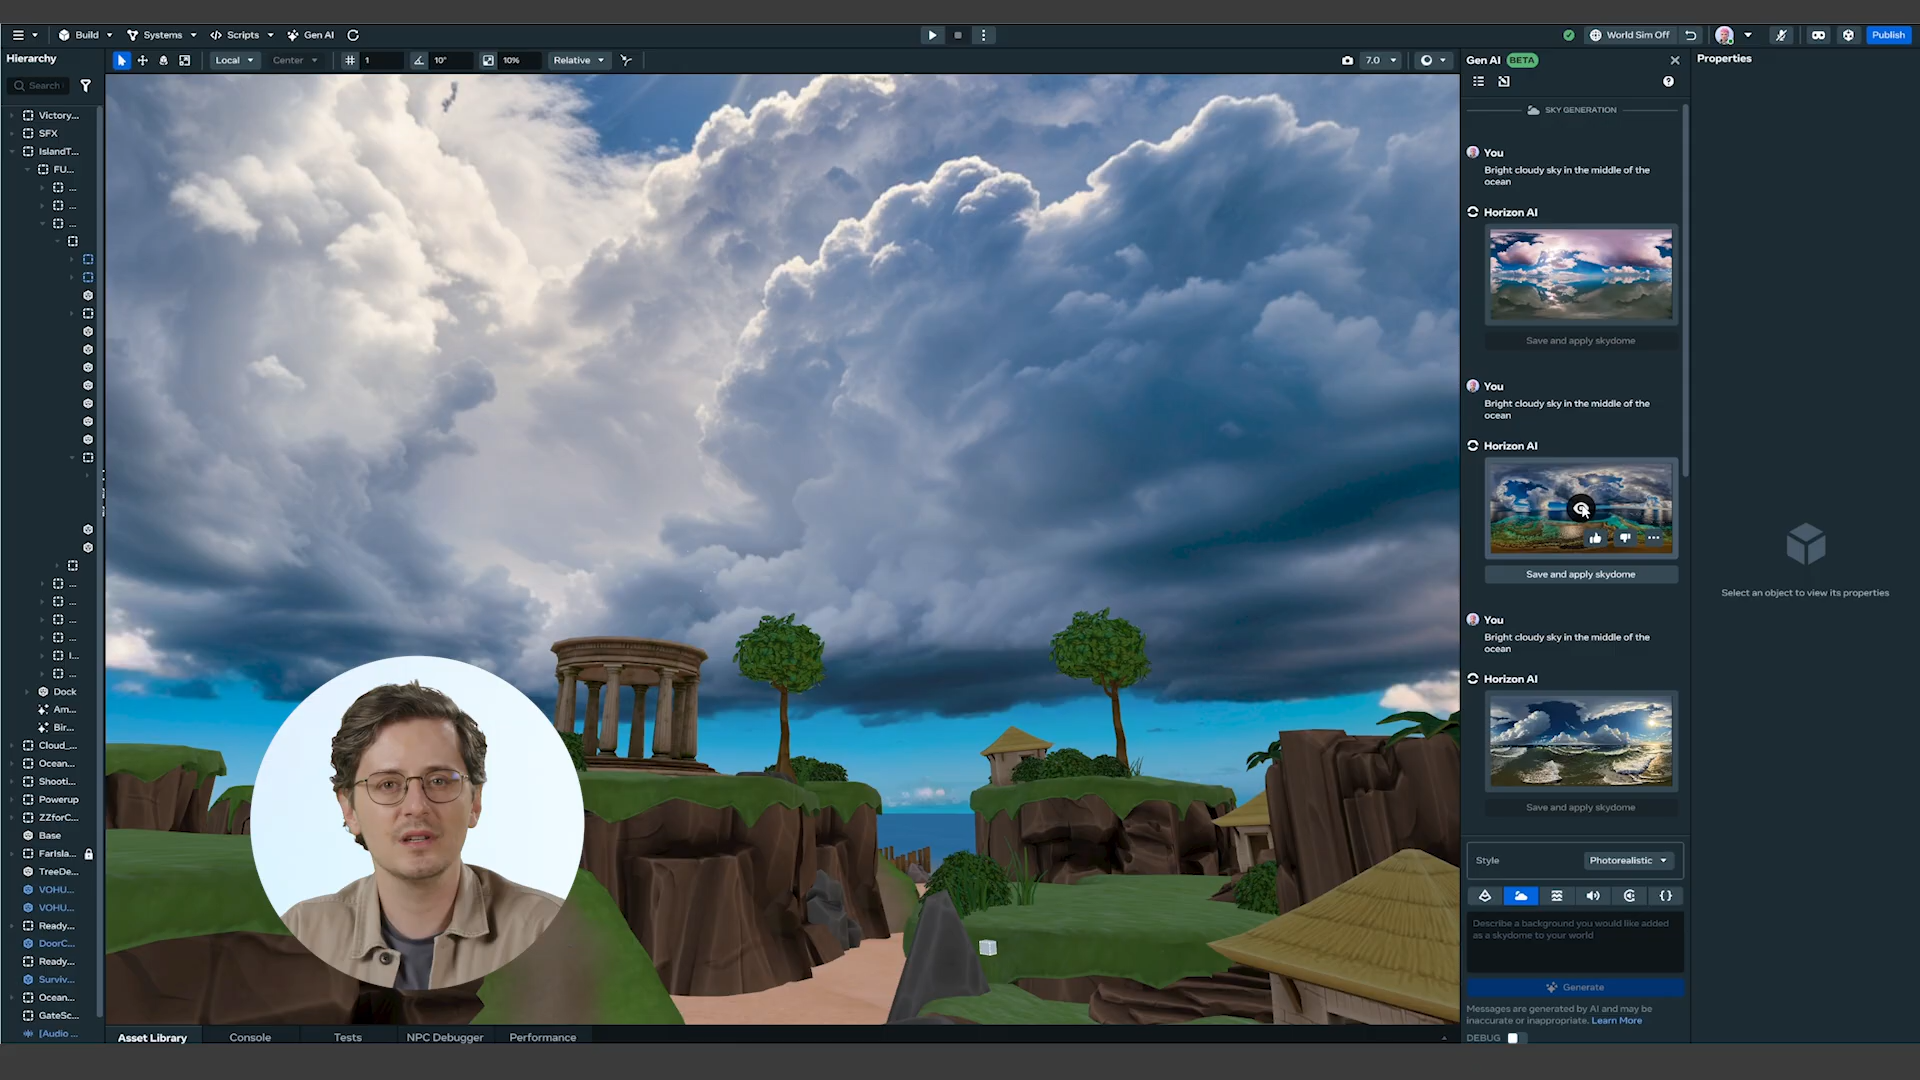 Build
Systems
Scripts
Gen AI
World Sim Off
Publish
Hierarchy
Local
Center
1
10°
10%
Relative
7.0
Gen AI BETA
Properties
Search
Victory...
SFX
IslandT...
FU...
...
...
...
...
...
...
...
I...
...
Dock
Am...
Bir...
Cloud_...
Ocean...
Shooti...
Powerup
ZZforC...
Base
FarIsla...
TreeDe...
VOHU...
VOHU...
Ready...
DoorC...
Ready...
Surviv...
Ocean...
GateSc...
[Audio ...
SKY GENERATION
You
Bright cloudy sky in the middle of the
ocean
Horizon AI
Save and apply skydome
You
Bright cloudy sky in the middle of the
ocean
Horizon AI
Save and apply skydome
You
Bright cloudy sky in the middle of the
ocean
Horizon AI
Save and apply skydome
Style
Photorealistic
Describe a background you would like added
as a skydome to your world
Generate
Messages are generated by AI and may be
inaccurate or inappropriate. Learn More
DEBUG
Select an object to view its properties
Asset Library
Console
Tests
NPC Debugger
Performance